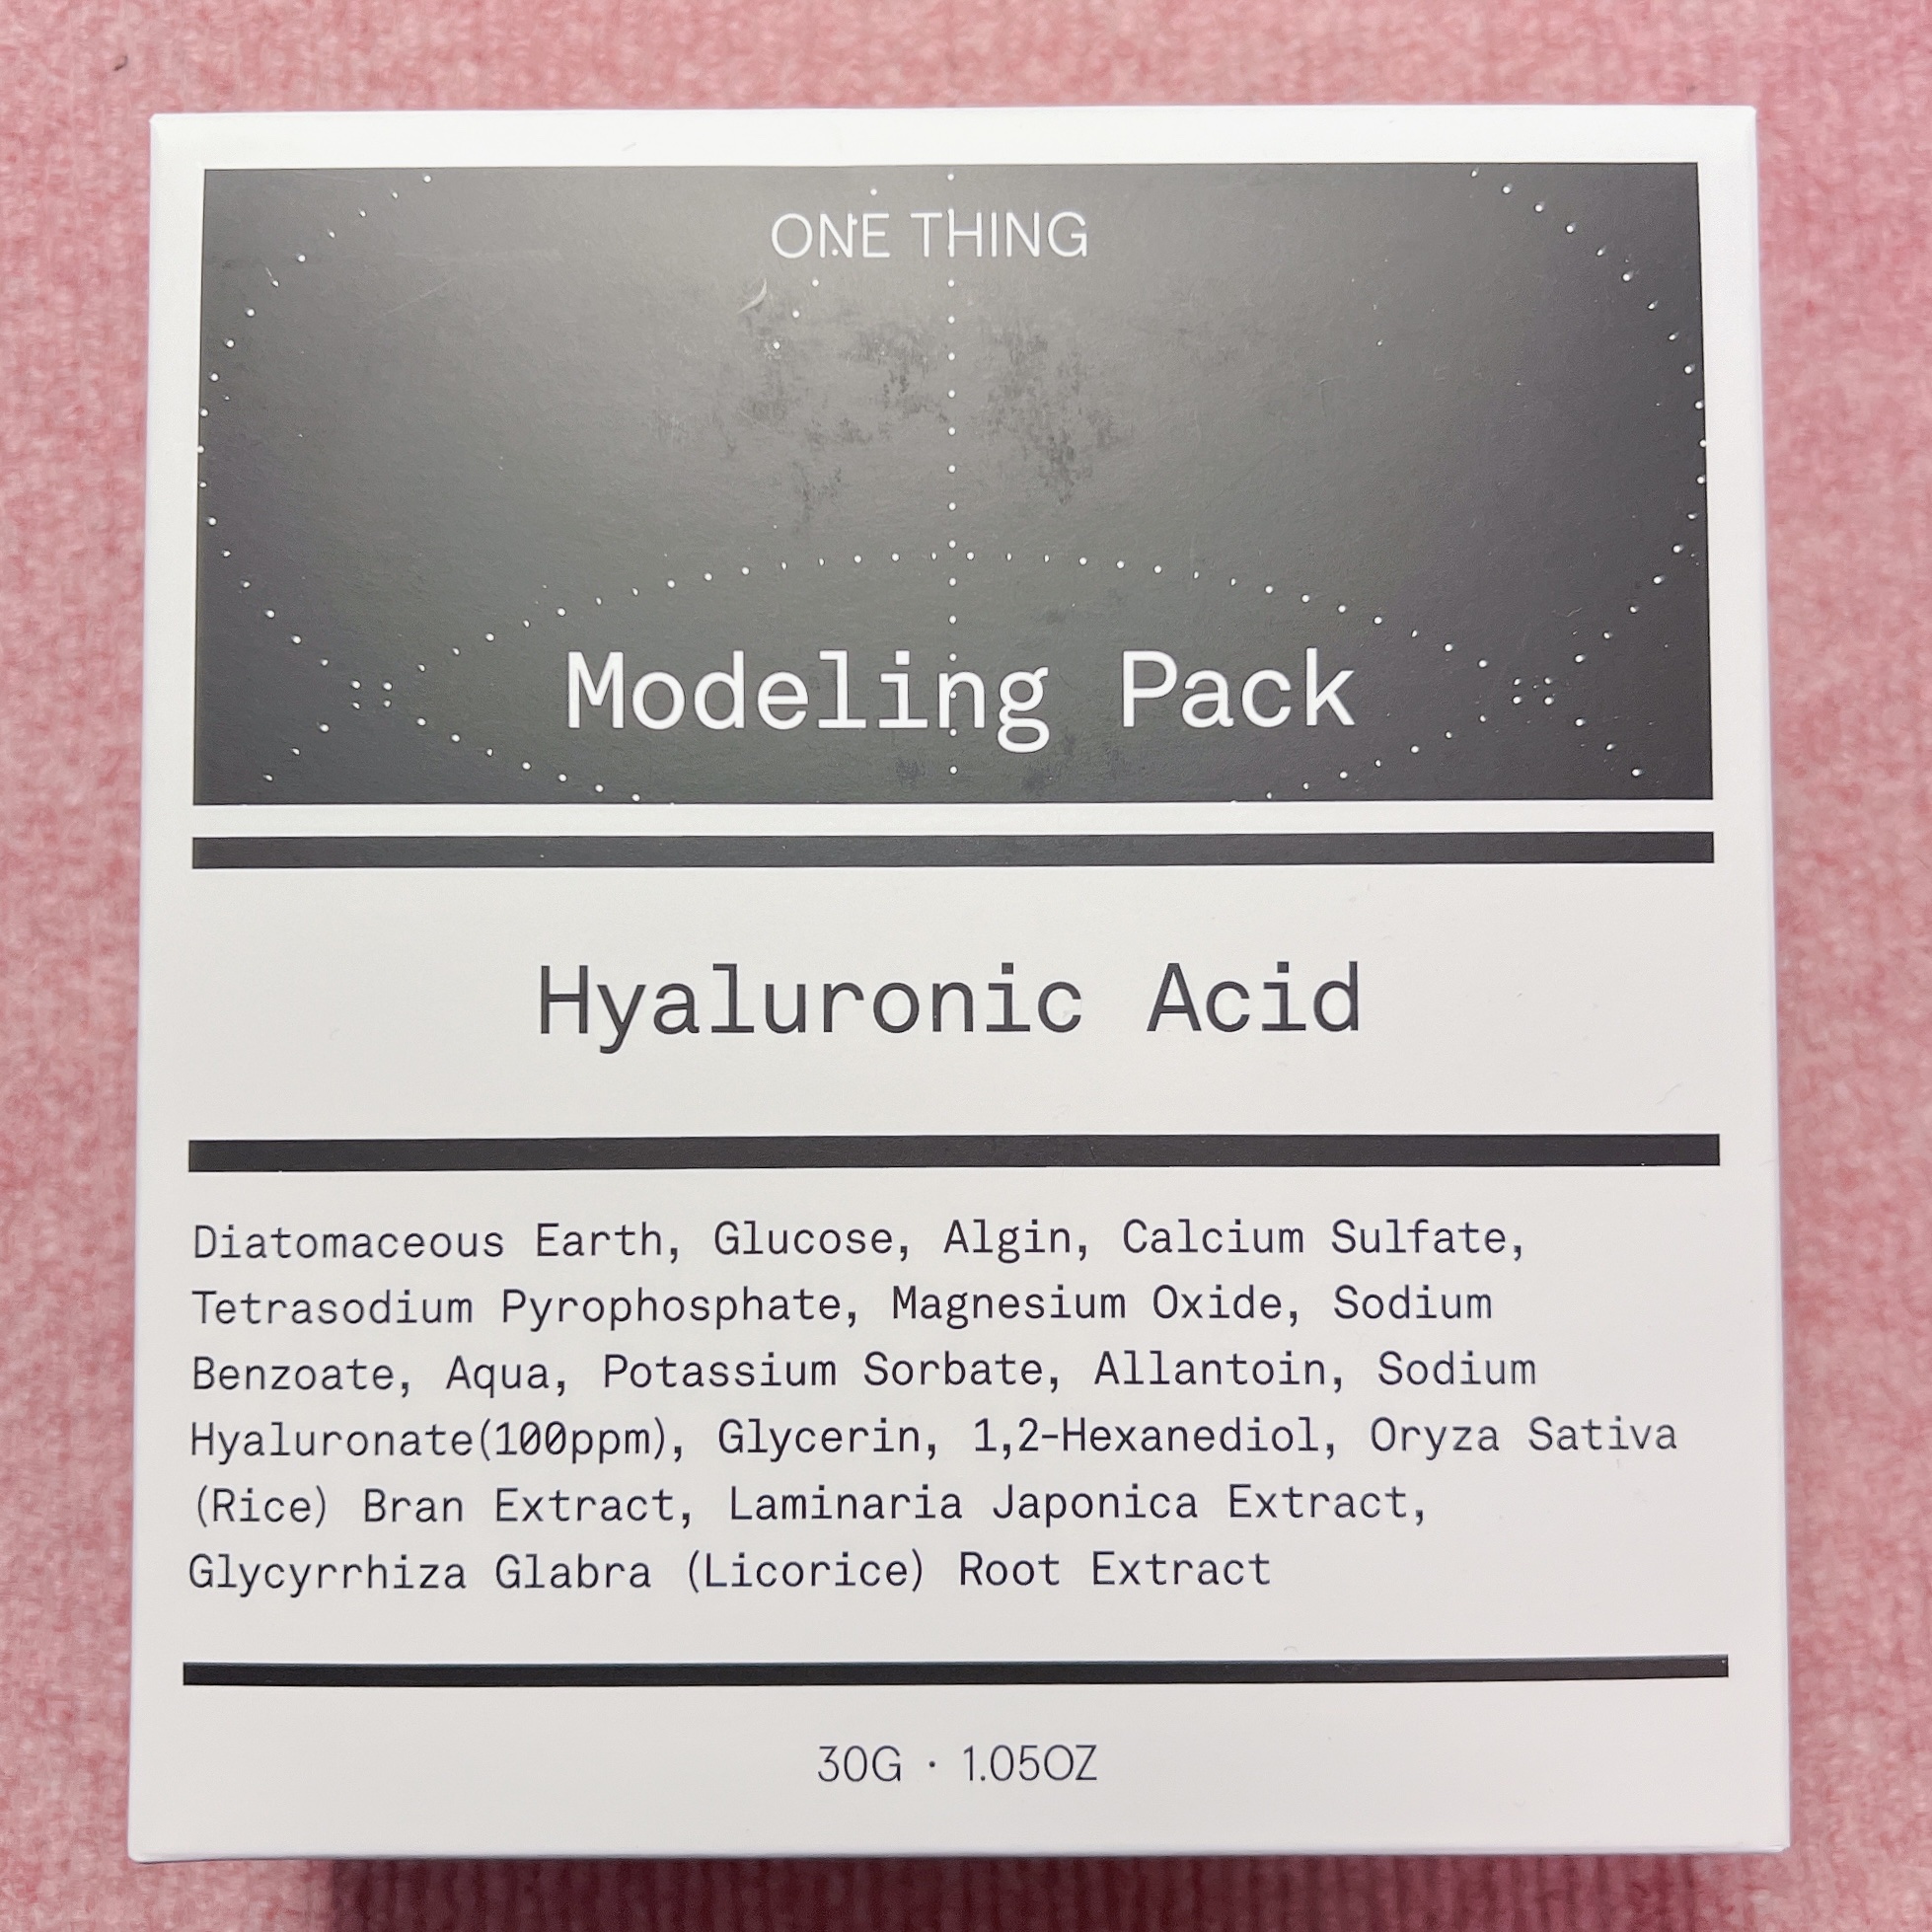 ONE THING
Modeling Pack
Hyaluronic Acid
Diatomaceous Earth, Glucose, Algin, Calcium Sulfate,
Tetrasodium Pyrophosphate, Magnesium Oxide, Sodium
Benzoate, Aqua, Potassium Sorbate, Allantoin, Sodium
Hyaluronate(100ppm), Glycerin, 1,2-Hexanediol, Oryza Sativa
(Rice) Bran Extract, Laminaria Japonica Extract,
Glycyrrhiza Glabra (Licorice) Root Extract
30G · 1.05OZ